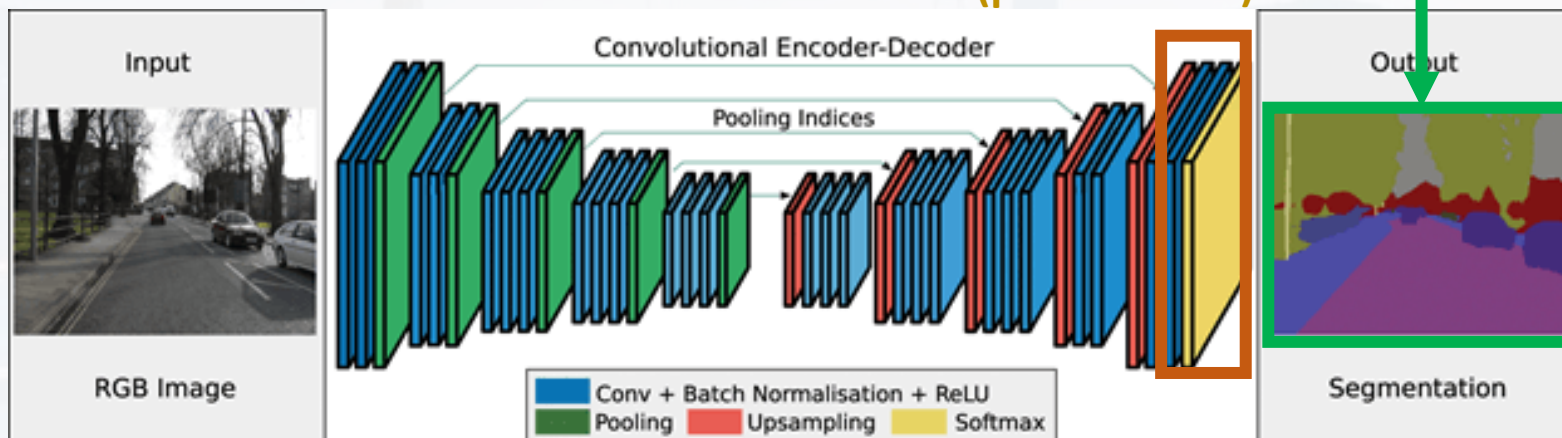 Input
RGB Image
Convolutional Encoder-Decoder
Pooling Indices
Conv + Batch Normalisation + ReLU
Pooling Upsampling Softmax
Output
Segmentation